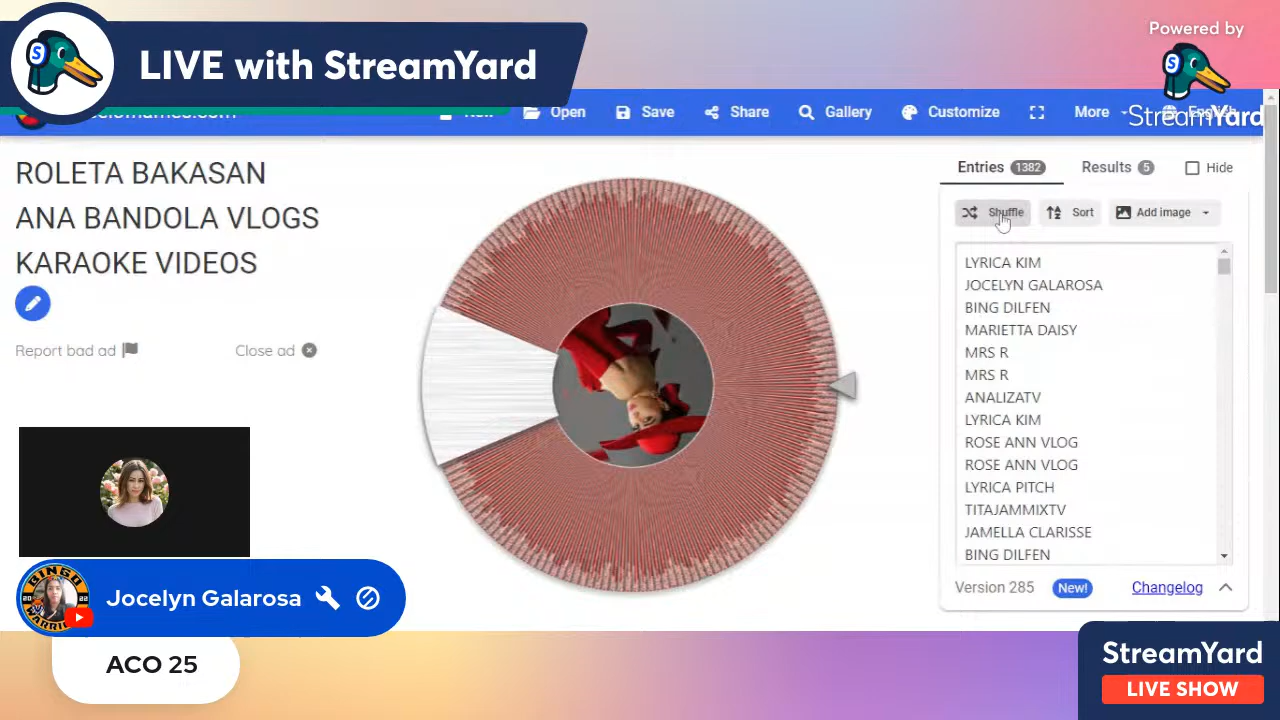 LIVE with StreamYard
Powered by
StreamYard
Open
Save
Share
Gallery
Customize
More
ROLETA BAKASAN
ANA BANDOLA VLOGS
KARAOKE VIDEOS
Report bad ad
Close ad
Entries 1382
Results 5
Hide
Shuffle
Sort
Add image
LYRICA KIM
JOCELYN GALAROSA
BING DILFEN
MARIETTA DAISY
MRS R
MRS R
ANALIZATV
LYRICA KIM
ROSE ANN VLOG
ROSE ANN VLOG
LYRICA PITCH
TITAJAMMIXTV
JAMELLA CLARISSE
BING DILFEN
Version 285
New!
Changelog
BINGO
20 22
Jocelyn Galarosa
ACO 25
StreamYard
LIVE SHOW